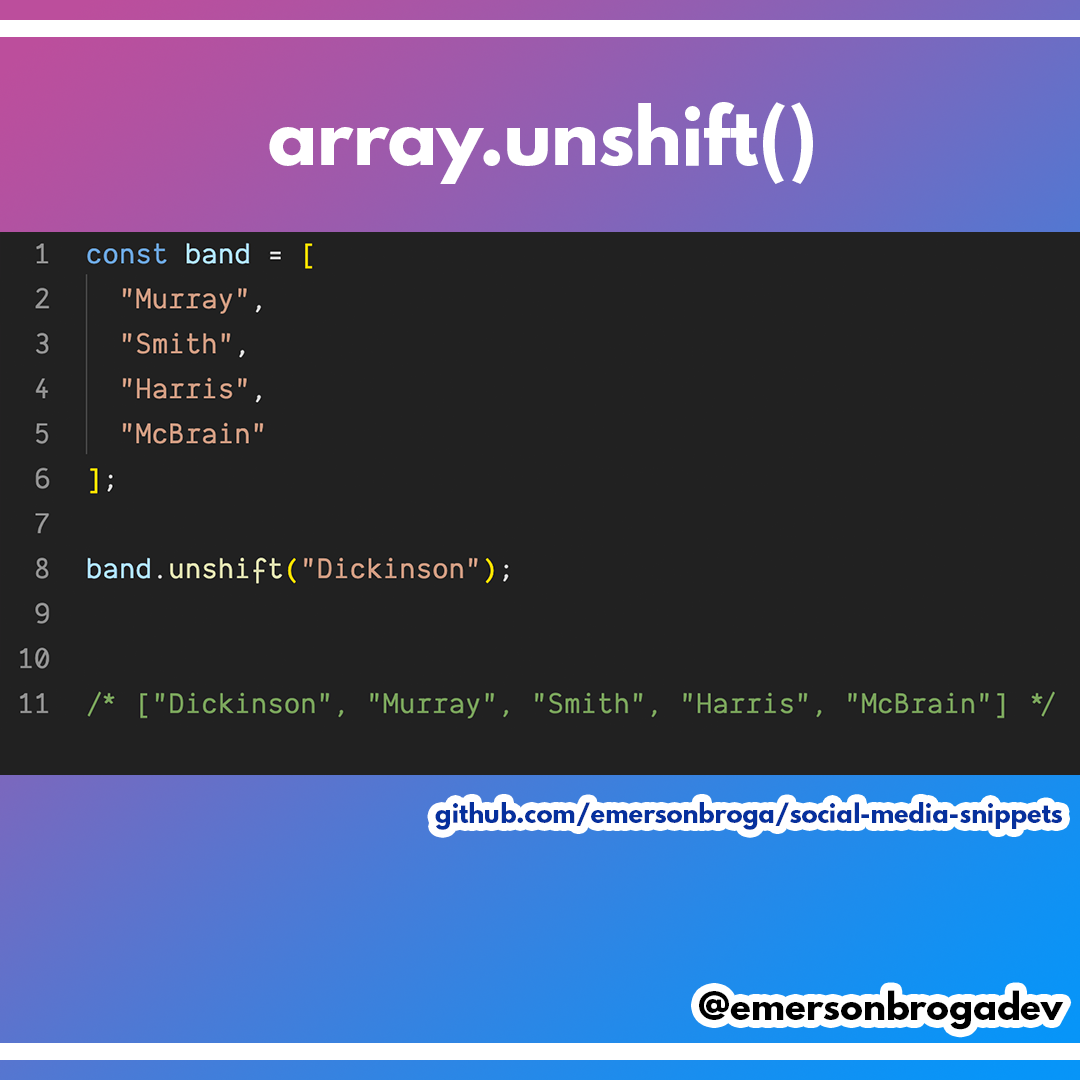 array.unshift()
1 const band = [
2 "Murray",
3 "Smith",
4 "Harris",
5 "McBrain"
6 ];
7
8 band.unshift("Dickinson");
9
10
11 /* ["Dickinson", "Murray", "Smith", "Harris", "McBrain"] */
github.com/emersonbroga/social-media-snippets
@emersonbrogadev